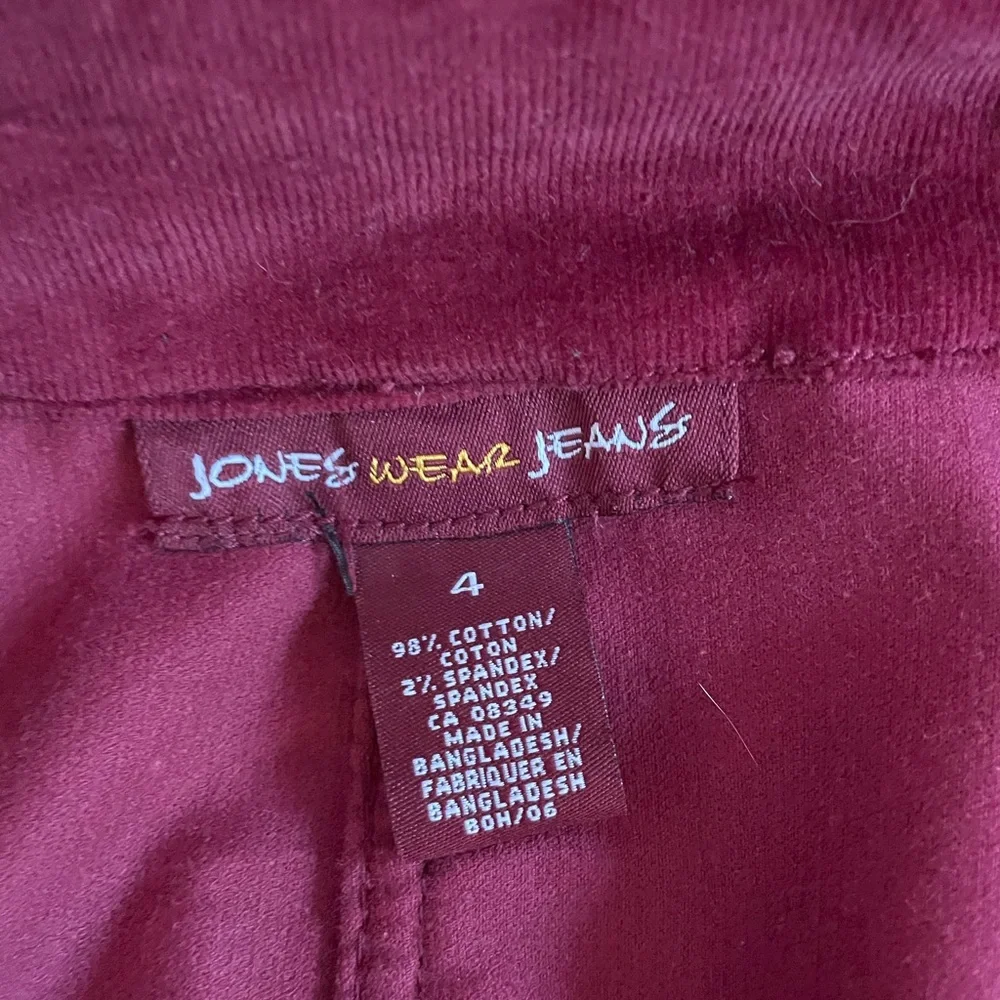 JONES WEAR JEANS
4
98% COTTON/
COTON
2% SPANDEX/
SPANDEX
CA 08349
MADE IN
BANGLADESH/
FABRIQUER EN
BANGLADESH
BOH/06